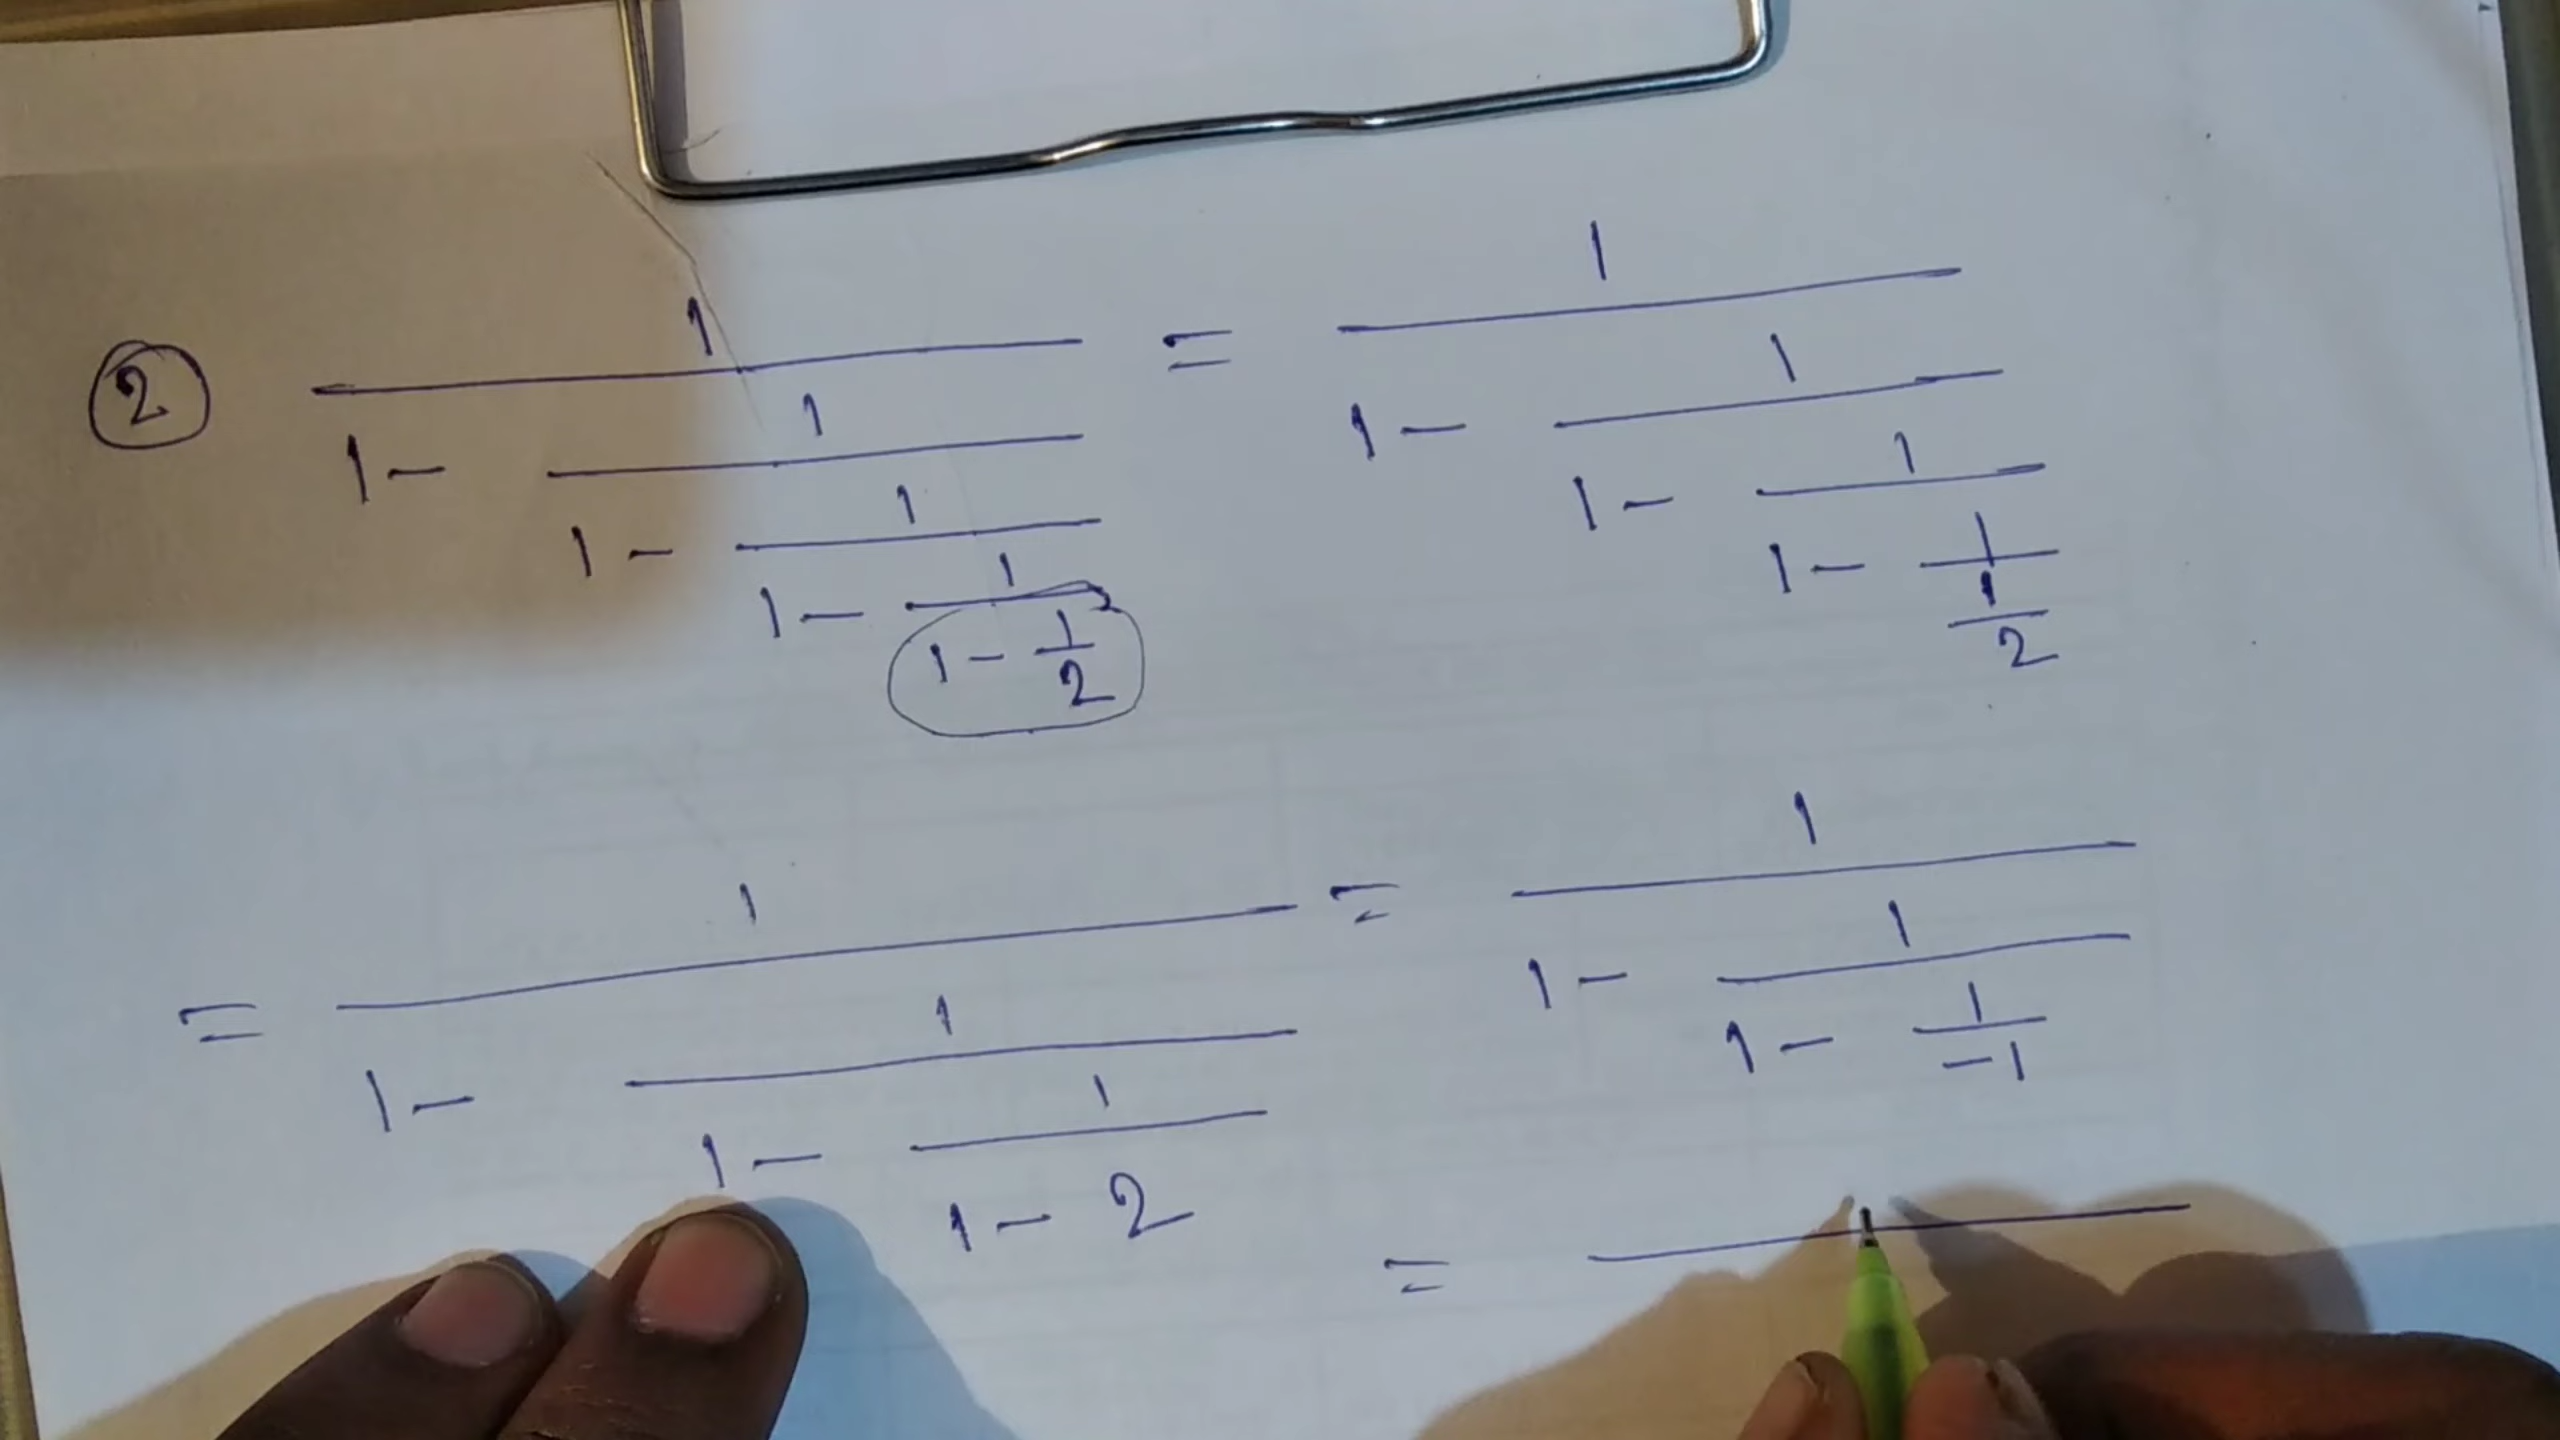 ② 1/(1 - 1/(1 - 1/(1 - 1/(1 - 1/2)))) = 1/(1 - 1/(1 - 1/(1 - 1/(1/2))))
= 1/(1 - 1/(1 - 1/(1 - 2))) = 1/(1 - 1/(1 - 1/(-1)))
=